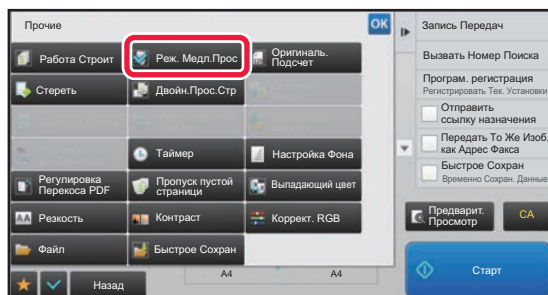 Прочие
OK
Работа Строит
Реж. Медл.Прос
Оригиналь.
Подсчет
Стереть
Двойн.Прос.Стр
Таймер
Настройка Фона
Регулировка
Перекоса PDF
Пропуск пустой
страници
Выпадающий цвет
Резкость
Контраст
Коррект. RGB
Файл
Быстрое Сохран
Назад
A4
A4
Запись Передач
Вызвать Номер Поиска
Програм. регистрация
Регистрировать Тек. Установки
Отправить
ссылку назначения
Передать То Же Изоб.
как Адрес Факса
Быстрое Сохран
Временно Сохран. Данные
Предварит.
Просмотр
CA
Старт